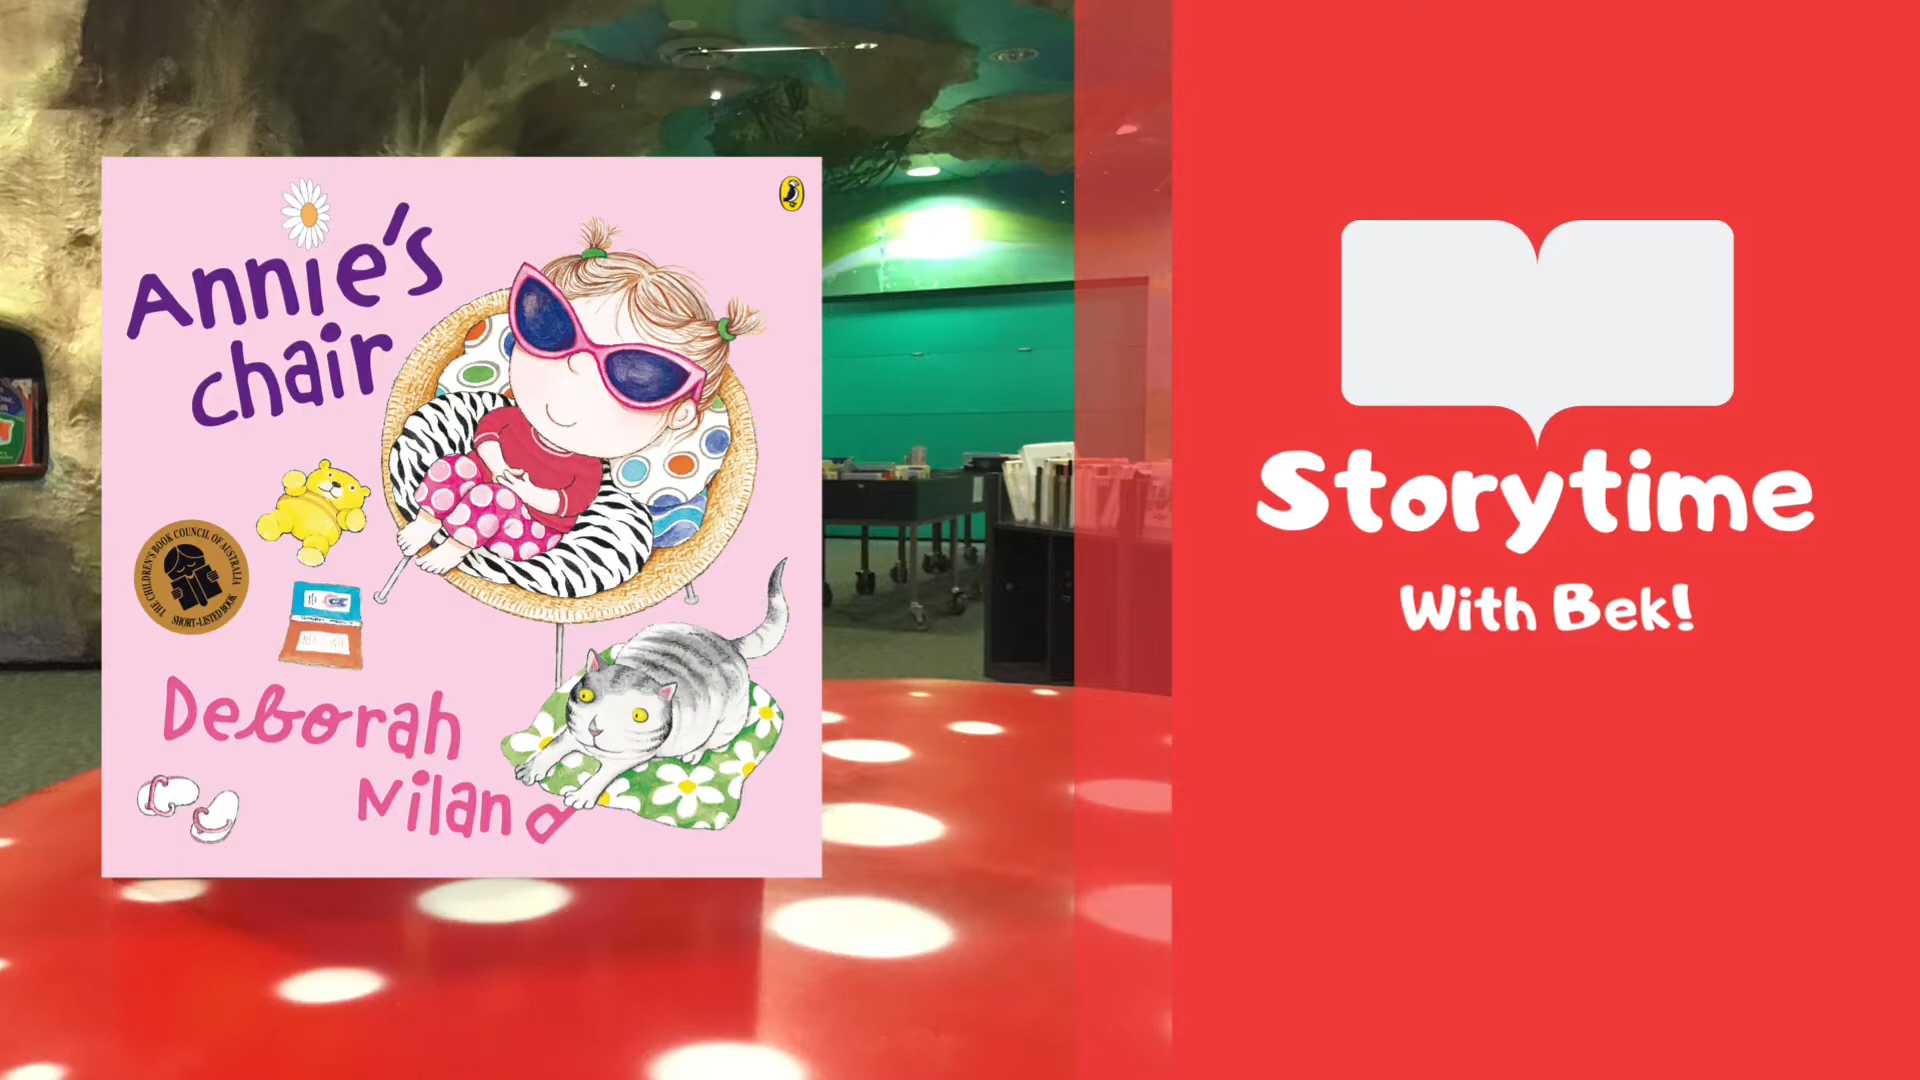 Annie's
chair
THE CHILDREN'S BOOK COUNCIL OF AUSTRALIA
SHORT-LISTED BOOK
Deborah
Niland
Storytime
With Bek!